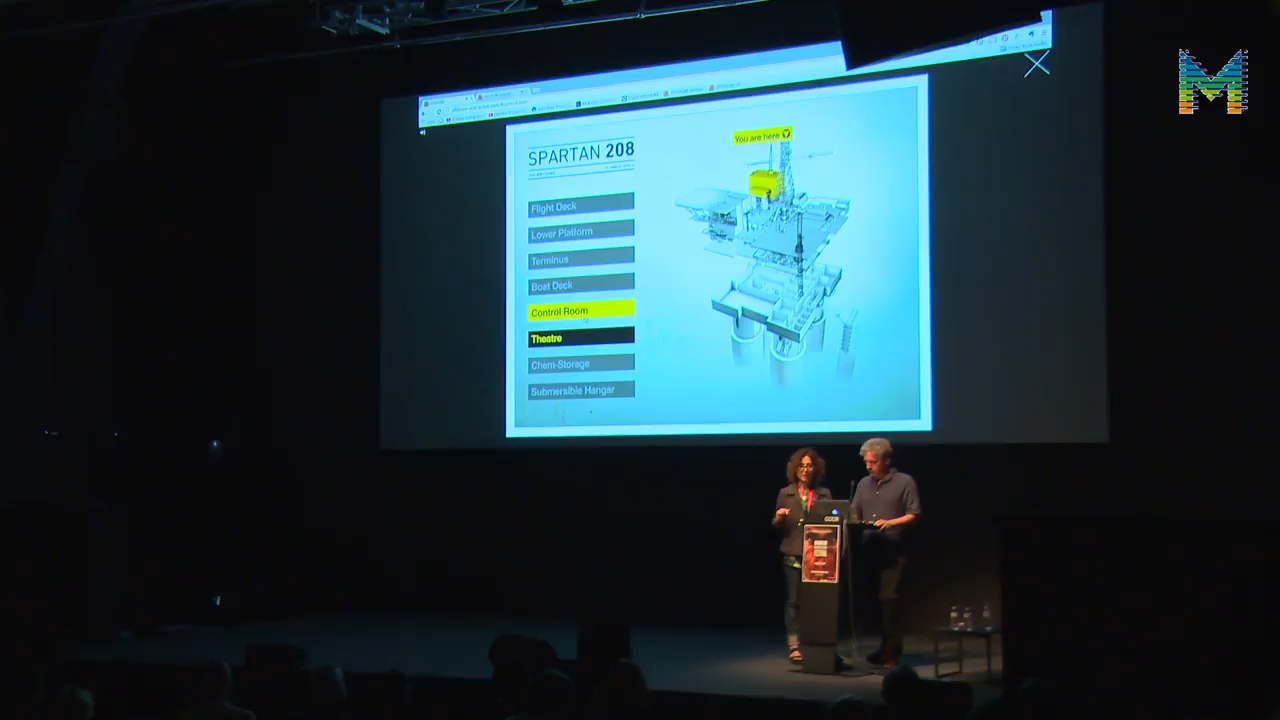 SPARTAN 208
You are here
Flight Deck
Lower Platform
Terminus
Boat Deck
Control Room
Theatre
Chem-Storage
Submersible Hangar
M